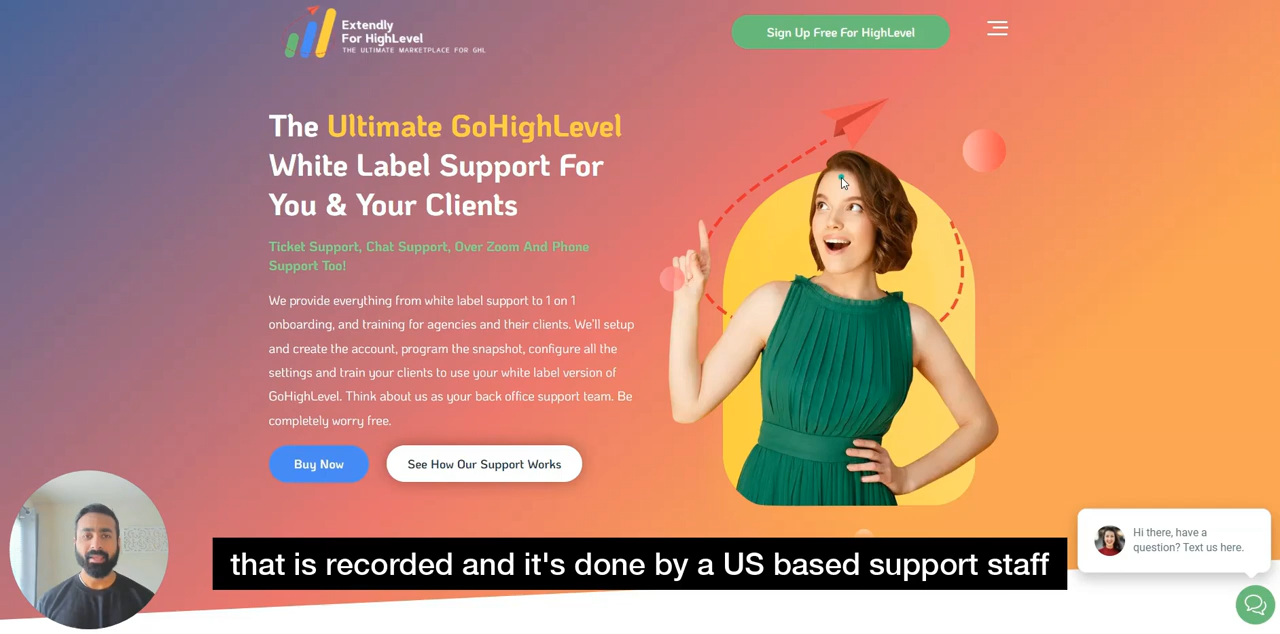 Extendly
For HighLevel
THE ULTIMATE MARKETPLACE FOR GHL
Sign Up Free For HighLevel
The Ultimate GoHighLevel
White Label Support For
You & Your Clients
Ticket Support, Chat Support, Over Zoom And Phone
Support Too!
We provide everything from white label support to 1 on 1
onboarding, and training for agencies and their clients. We'll setup
and create the account, program the snapshot, configure all the
settings and train your clients to use your white label version of
GoHighLevel. Think about us as your back office support team. Be
completely worry free.
Buy Now
See How Our Support Works
Hi there, have a
question? Text us here.
that is recorded and it's done by a US based support staff